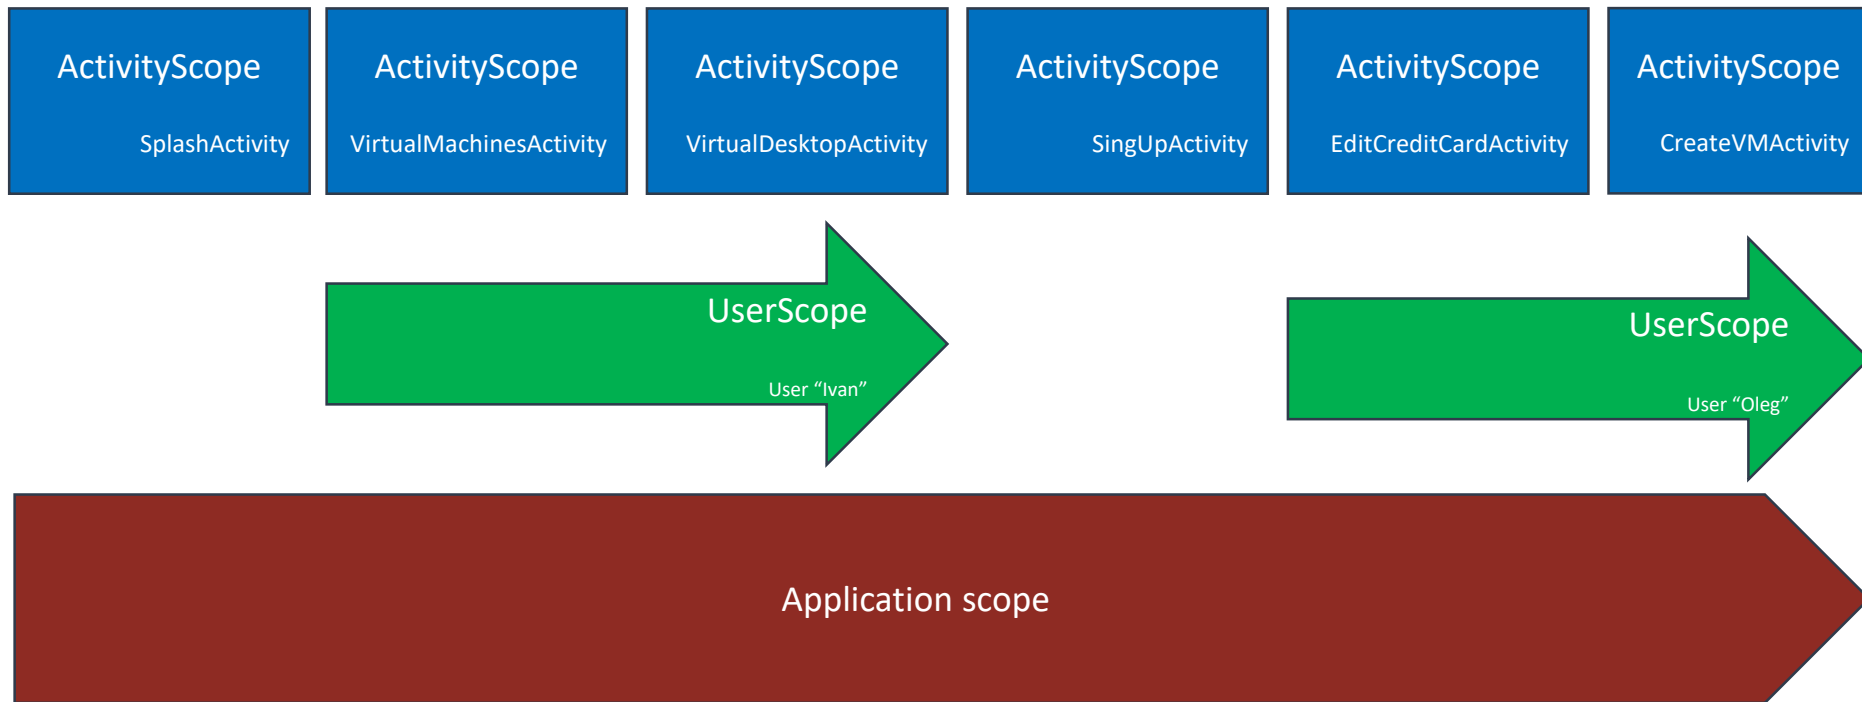 ActivityScope
SplashActivity
ActivityScope
VirtualMachinesActivity
ActivityScope
VirtualDesktopActivity
ActivityScope
SingUpActivity
ActivityScope
EditCreditCardActivity
ActivityScope
CreateVMActivity
UserScope
User “Ivan”
UserScope
User “Oleg”
Application scope